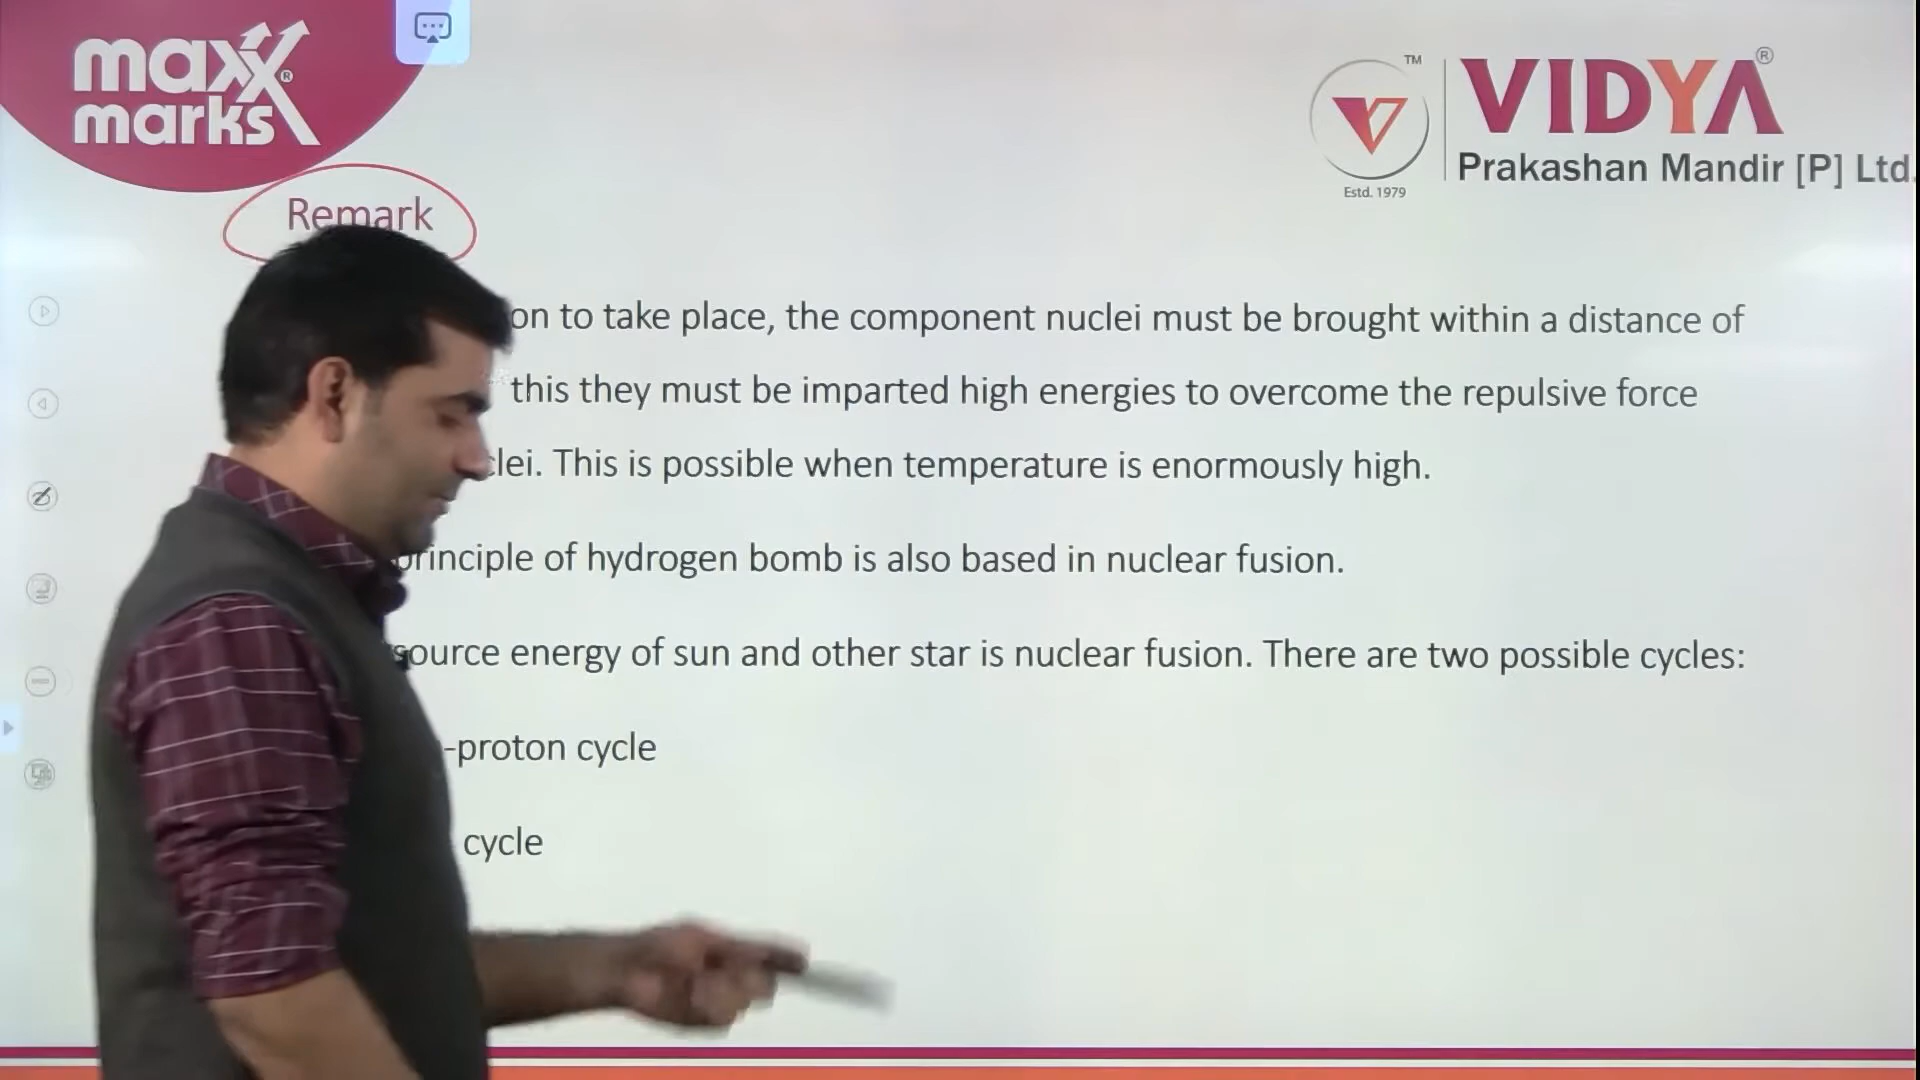 maxx
marks®
TM
VIDYA®
Prakashan Mandir [P] Ltd.
Estd. 1979
Remark
on to take place, the component nuclei must be brought within a distance of
this they must be imparted high energies to overcome the repulsive force
clei. This is possible when temperature is enormously high.
principle of hydrogen bomb is also based in nuclear fusion.
source energy of sun and other star is nuclear fusion. There are two possible cycles:
-proton cycle
cycle